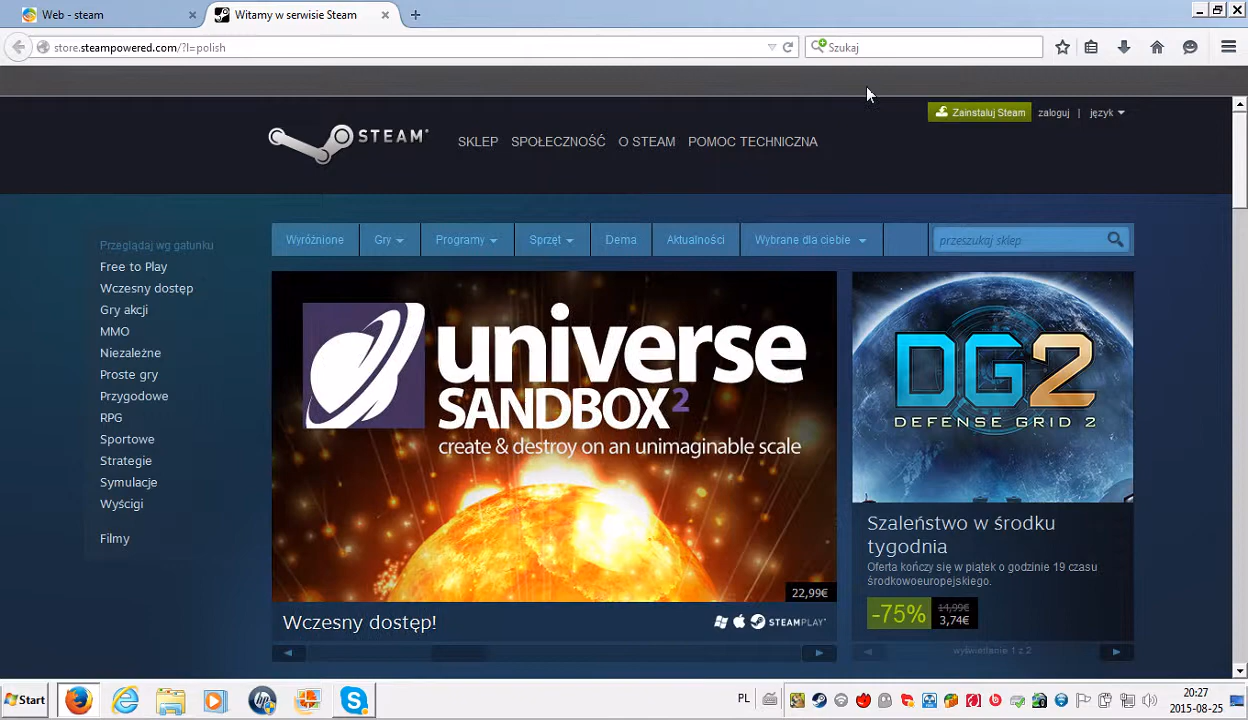 Web - steam
Witamy w serwisie Steam
store.steampowered.com/?l=polish
Szukaj
Zainstaluj Steam
zaloguj | język
STEAM
SKLEP SPOŁECZNOŚĆ O STEAM POMOC TECHNICZNA
Wyróżnione Gry Programy Sprzęt Dema Aktualności Wybrane dla ciebie
przeszukaj sklep
Przeglądaj wg gatunku
Free to Play
Wczesny dostęp
Gry akcji
MMO
Niezależne
Proste gry
Przygodowe
RPG
Sportowe
Strategie
Symulacje
Wyścigi
Filmy
universe
SANDBOX 2
create & destroy on an unimaginable scale
22,99€
Wczesny dostęp!
STEAMPLAY
DG2
DEFENSE GRID 2
Szaleństwo w środku
tygodnia
Oferta kończy się w piątek o godzinie 19 czasu
środkowoeuropejskiego.
-75%
14,99€
3,74€
wyświetlanie 1 z 2
Start
PL
20:27
2015-08-25